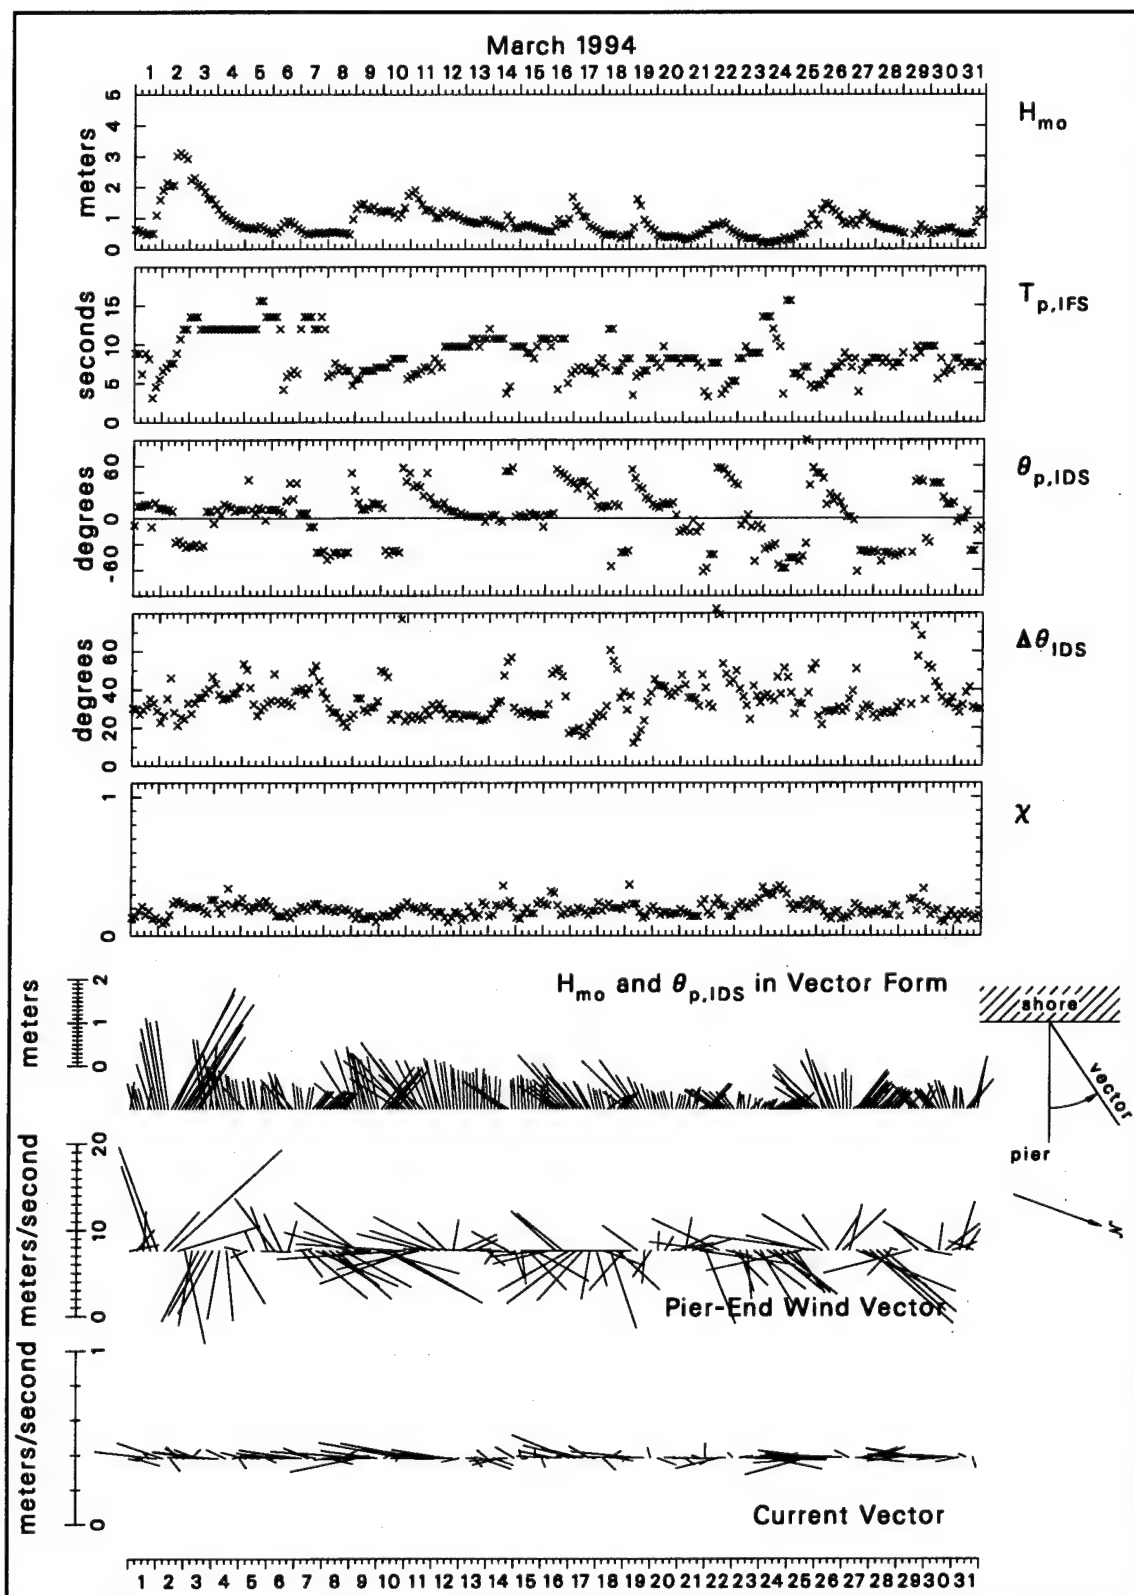 March 1994
1 2 3 4 5 6 7 8 9 10 11 12 13 14 15 16 17 18 19 20 21 22 23 24 25 26 27 28 29 30 31
meters
0 1 2 3 4 5
H_mo
seconds
0 5 10 15
T_p,IFS
degrees
-60 0 60
θ_p,IDS
degrees
0 20 40 60
Δθ_IDS
0 1
χ
meters
0 1 2
H_mo and θ_p,IDS in Vector Form
shore
vector
pier
N
meters/second
0 10 20
Pier-End Wind Vector
meters/second
0 1
Current Vector
1 2 3 4 5 6 7 8 9 10 11 12 13 14 15 16 17 18 19 20 21 22 23 24 25 26 27 28 29 30 31